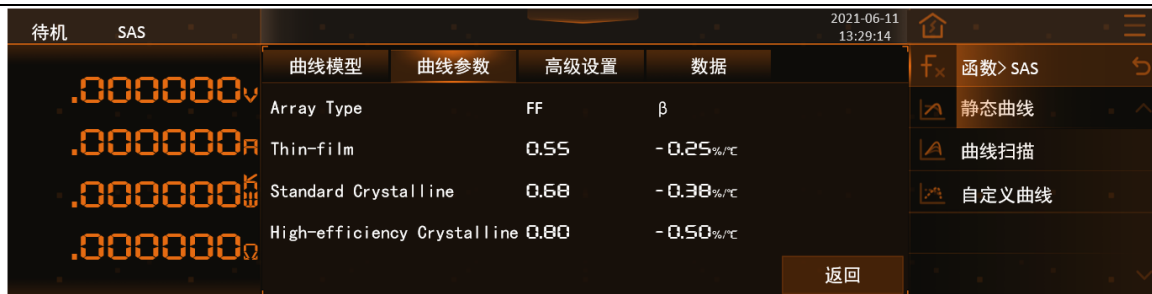 待机 SAS 2021-06-11
13:29:14
.000000V
.000000A
.000000kW
.000000Ω
曲线模型 曲线参数 高级设置 数据
Array Type FF β
Thin-film 0.55 -0.25%/℃
Standard Crystalline 0.68 -0.38%/℃
High-efficiency Crystalline 0.80 -0.50%/℃
返回
fx 函数> SAS
静态曲线
曲线扫描
自定义曲线